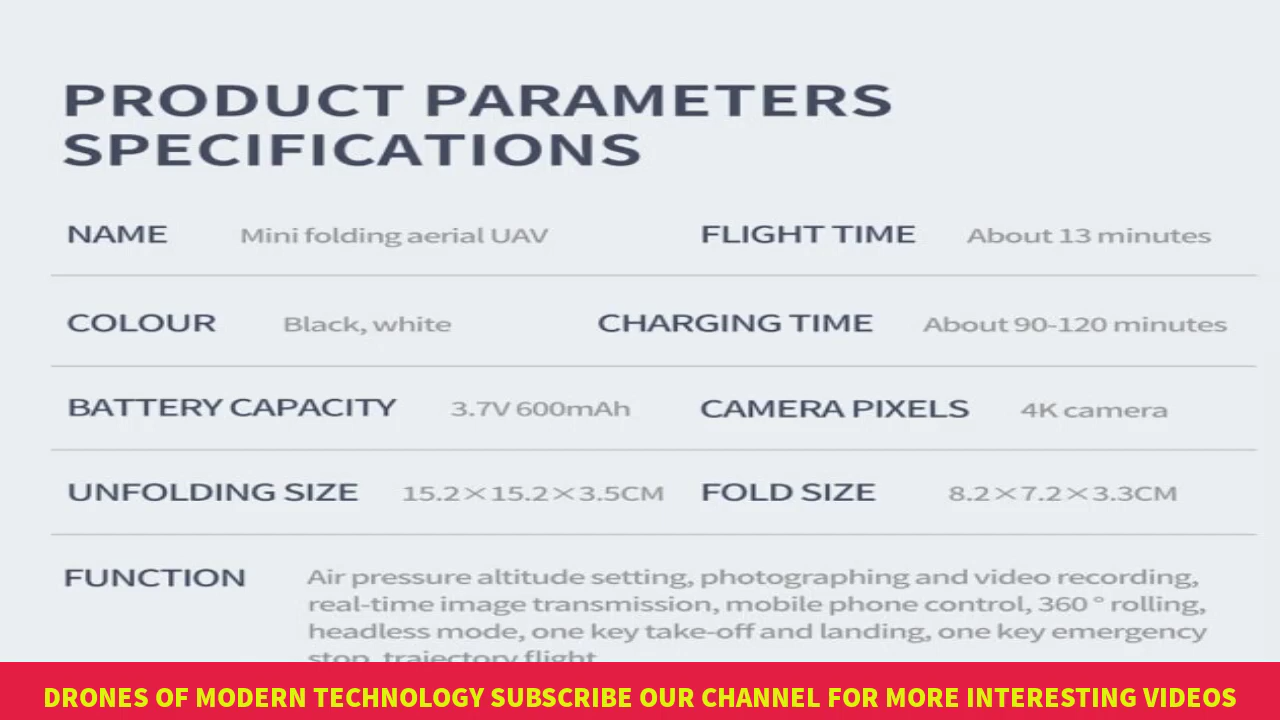 PRODUCT PARAMETERS
SPECIFICATIONS
NAME Mini folding aerial UAV FLIGHT TIME About 13 minutes
COLOUR Black, white CHARGING TIME About 90-120 minutes
BATTERY CAPACITY 3.7V 600mAh CAMERA PIXELS 4K camera
UNFOLDING SIZE 15.2×15.2×3.5CM FOLD SIZE 8.2×7.2×3.3CM
FUNCTION Air pressure altitude setting, photographing and video recording,
real-time image transmission, mobile phone control, 360° rolling,
headless mode, one key take-off and landing, one key emergency
stop, trajectory flight
DRONES OF MODERN TECHNOLOGY SUBSCRIBE OUR CHANNEL FOR MORE INTERESTING VIDEOS